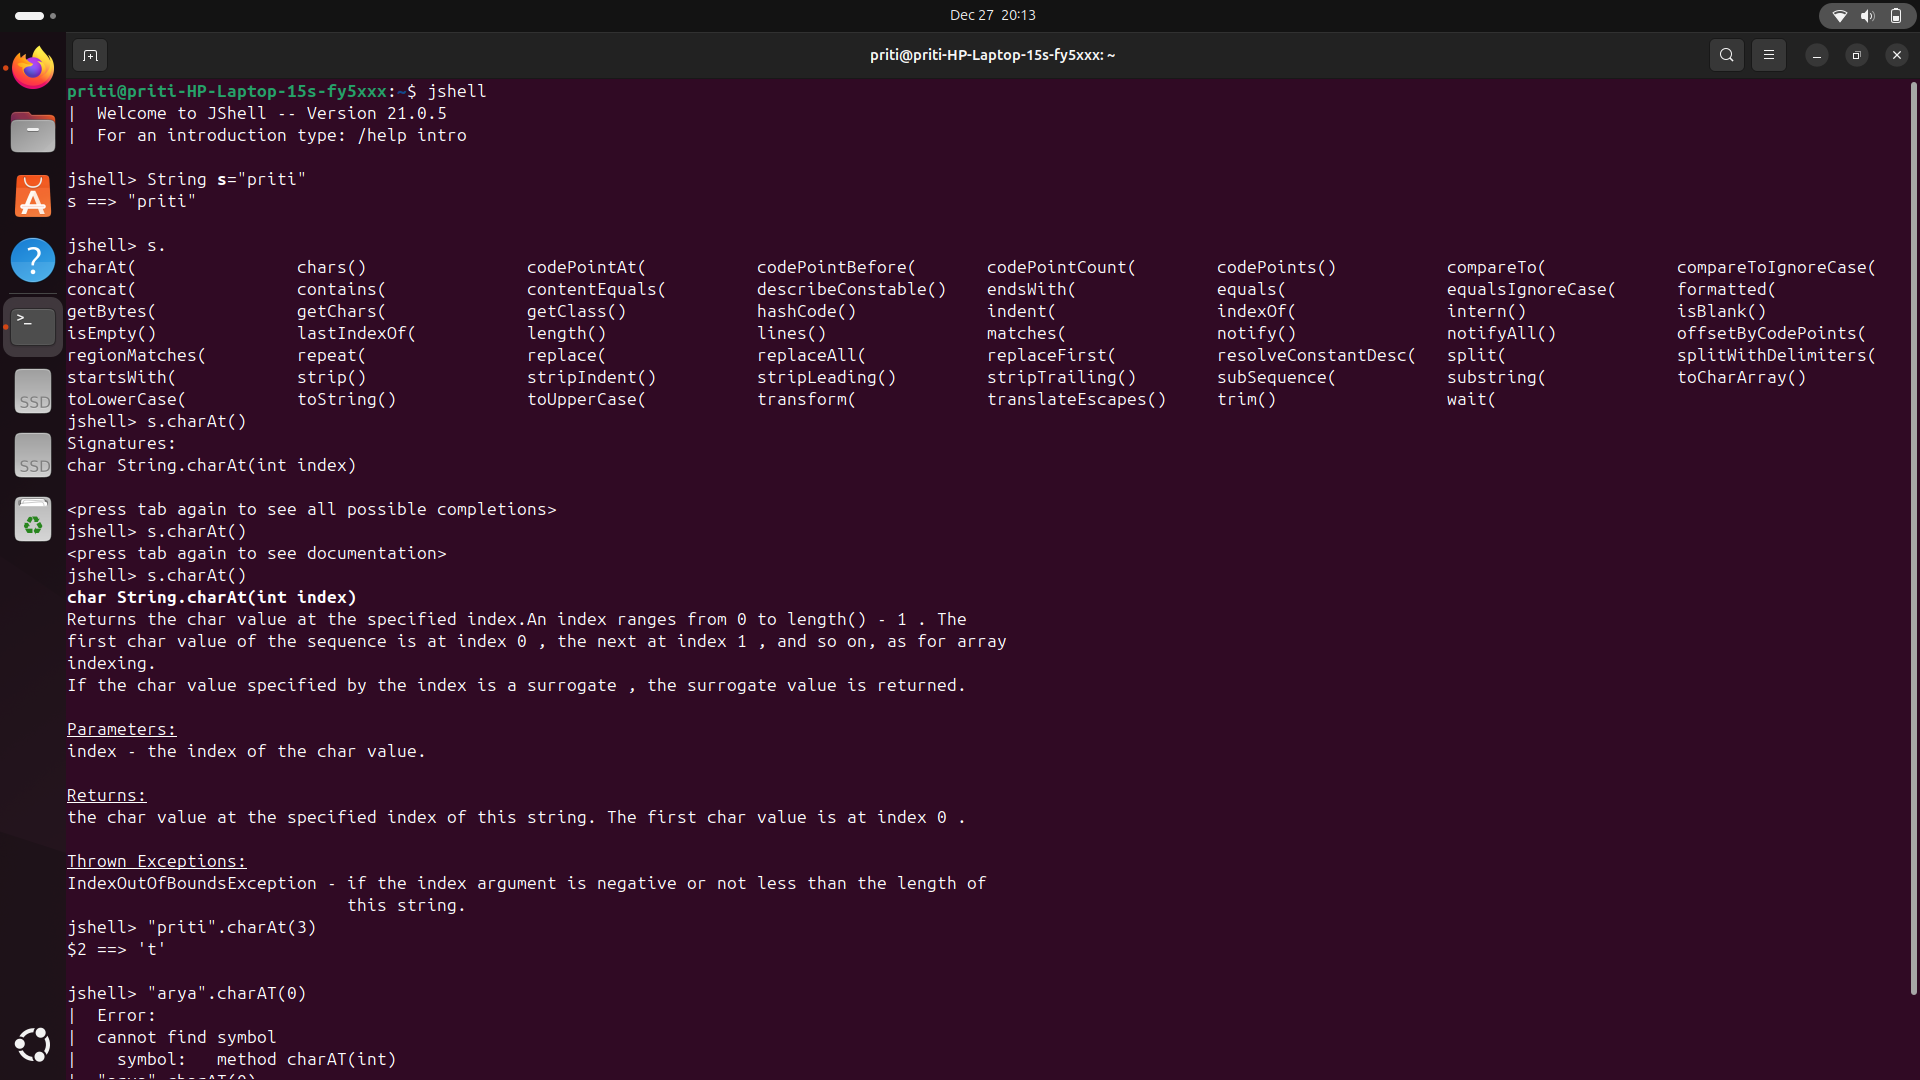 Dec 27 20:13
priti@priti-HP-Laptop-15s-fy5xxx: ~
priti@priti-HP-Laptop-15s-fy5xxx:~$ jshell
| Welcome to JShell -- Version 21.0.5
| For an introduction type: /help intro
jshell> String s="priti"
s ==> "priti"
jshell> s.
charAt( chars() codePointAt( codePointBefore( codePointCount( codePoints() compareTo( compareToIgnoreCase(
concat( contains( contentEquals( describeConstable() endsWith( equals( equalsIgnoreCase( formatted(
getBytes( getChars( getClass() hashCode() indent( indexOf( intern() isBlank()
isEmpty() lastIndexOf( length() lines() matches( notify() notifyAll() offsetByCodePoints(
regionMatches( repeat( replace( replaceAll( replaceFirst( resolveConstantDesc( split( splitWithDelimiters(
startsWith( strip() stripIndent() stripLeading() stripTrailing() subSequence( substring( toCharArray()
toLowerCase( toString() toUpperCase( transform( translateEscapes() trim() wait(
jshell> s.charAt()
Signatures:
char String.charAt(int index)
<press tab again to see all possible completions>
jshell> s.charAt()
<press tab again to see documentation>
jshell> s.charAt()
char String.charAt(int index)
Returns the char value at the specified index.An index ranges from 0 to length() - 1 . The
first char value of the sequence is at index 0 , the next at index 1 , and so on, as for array
indexing.
If the char value specified by the index is a surrogate , the surrogate value is returned.
Parameters:
index - the index of the char value.
Returns:
the char value at the specified index of this string. The first char value is at index 0 .
Thrown Exceptions:
IndexOutOfBoundsException - if the index argument is negative or not less than the length of
this string.
jshell> "priti".charAt(3)
$2 ==> 't'
jshell> "arya".charAT(0)
| Error:
| cannot find symbol
| symbol: method charAT(int)
| "arya".charAT(0)
SSD
SSD